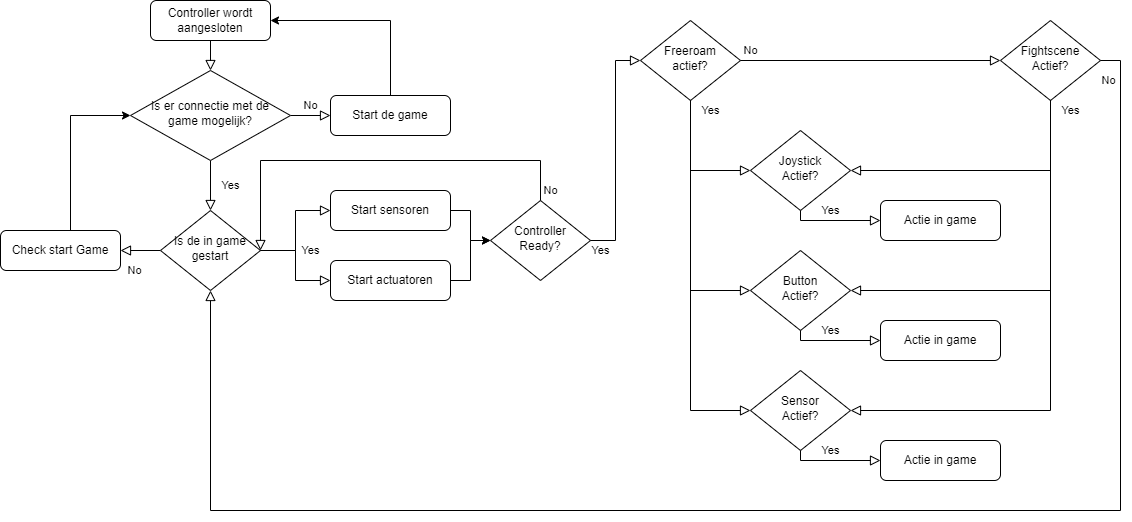 Controller wordt
aangesloten
Is er connectie met de
game mogelijk?
No
Start de game
Yes
Is de in game
gestart
No
Check start Game
Yes
Start sensoren
Start actuatoren
Controller
Ready?
No
Yes
Freeroam
actief?
No
Yes
Fightscene
Actief?
No
Yes
Joystick
Actief?
Yes
Actie in game
Button
Actief?
Yes
Actie in game
Sensor
Actief?
Yes
Actie in game